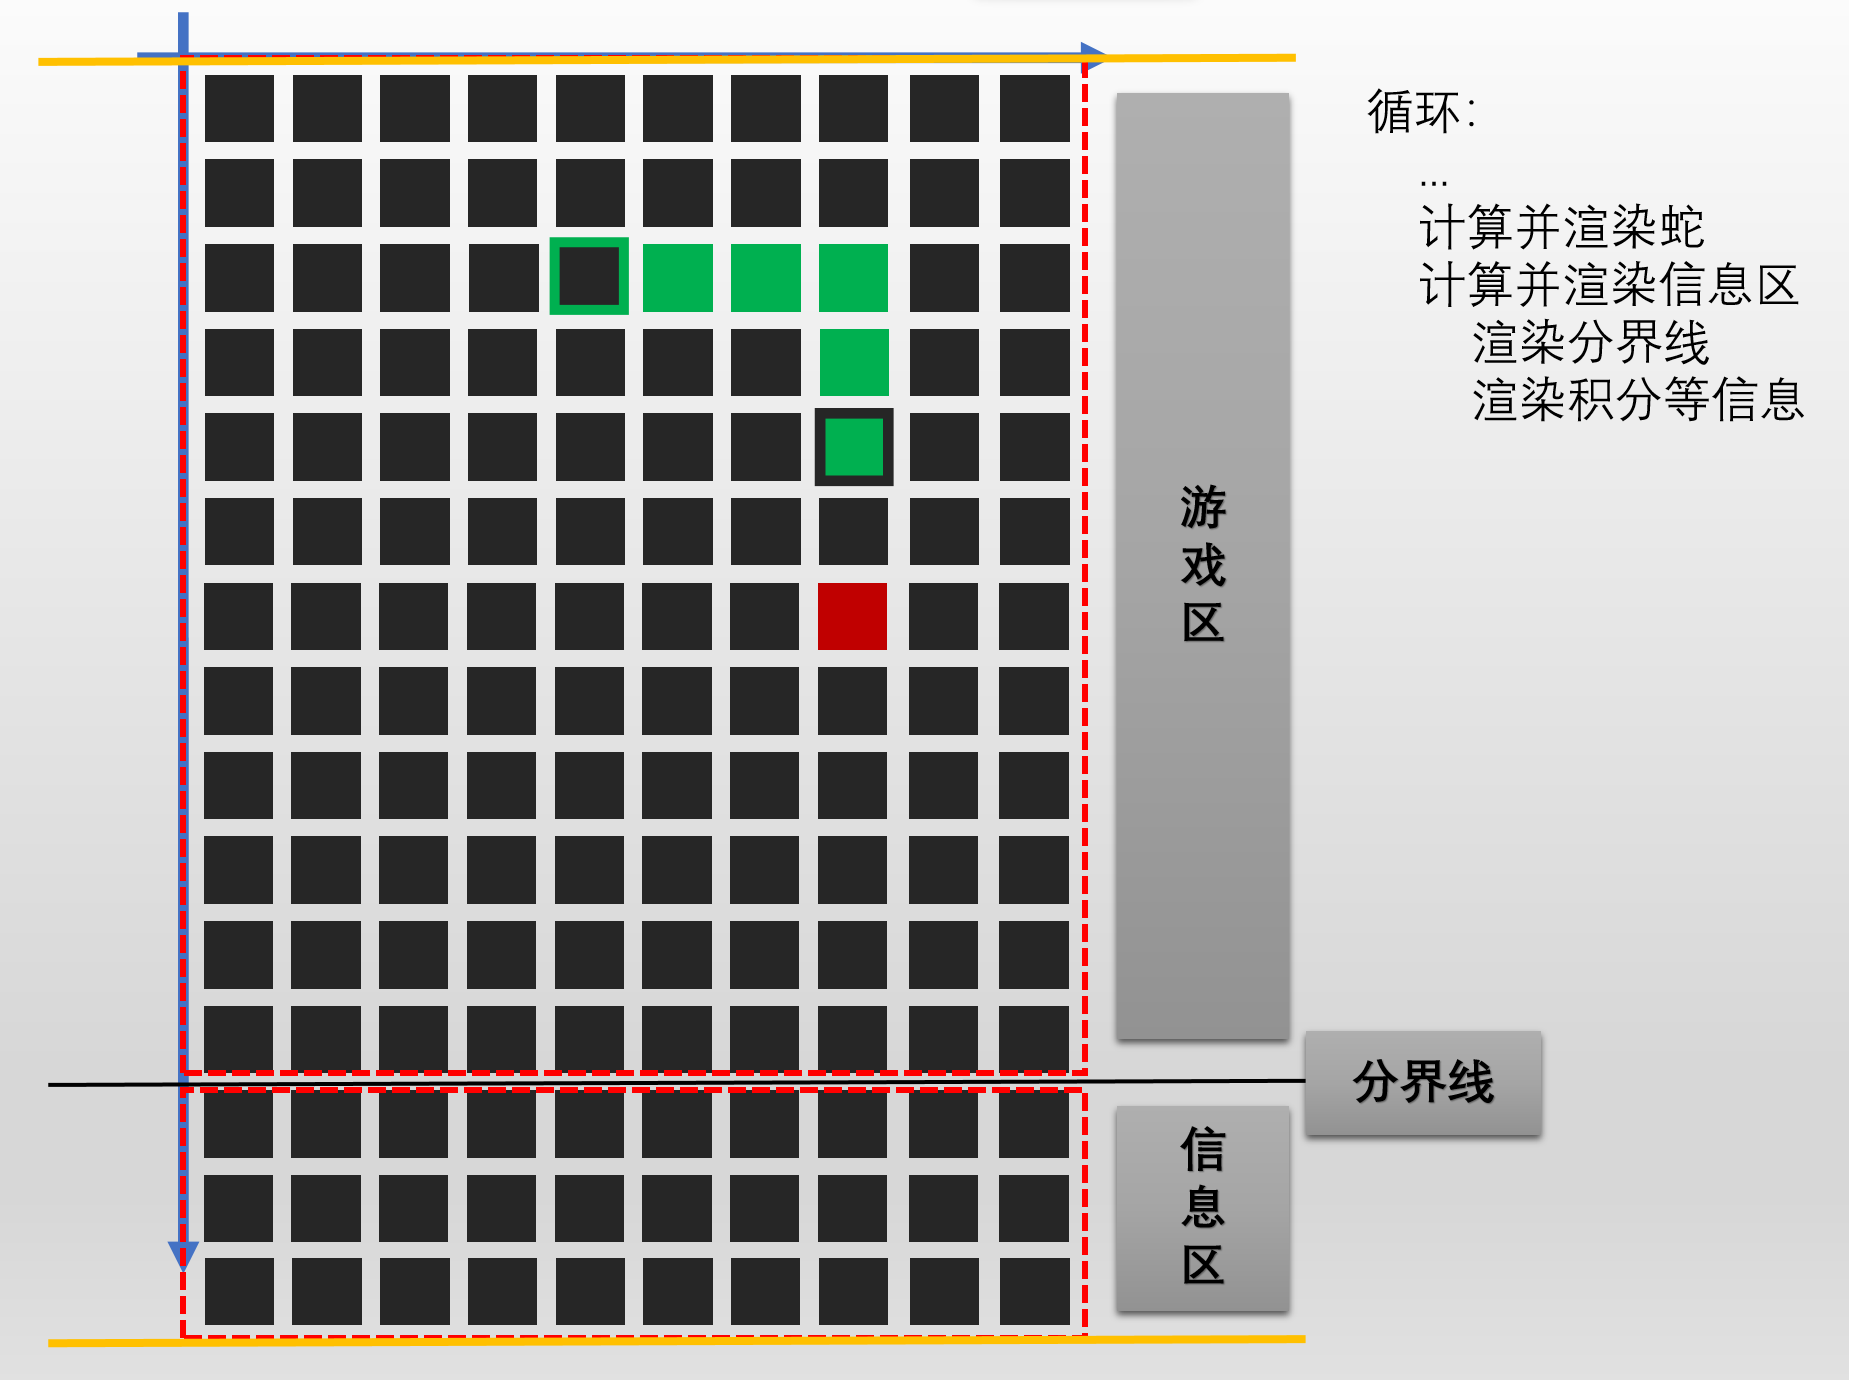 循环：
...
计算并渲染蛇
计算并渲染信息区
渲染分界线
渲染积分等信息
游戏区
分界线
信息区